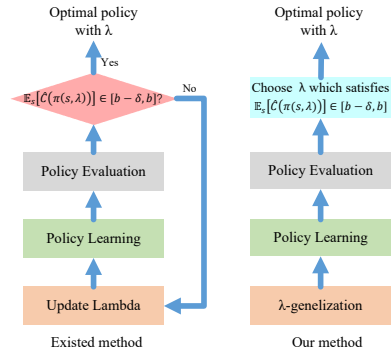 Optimal policy
with λ
Yes
No
𝔼ₛ[Ĉ(π(s, λ))] ∈ [b − δ, b]?
Policy Evaluation
Policy Learning
Update Lambda
Existed method
Optimal policy
with λ
Choose λ which satisfies
𝔼ₛ[Ĉ(π(s, λ))] ∈ [b − δ, b]
Policy Evaluation
Policy Learning
λ-genelization
Our method